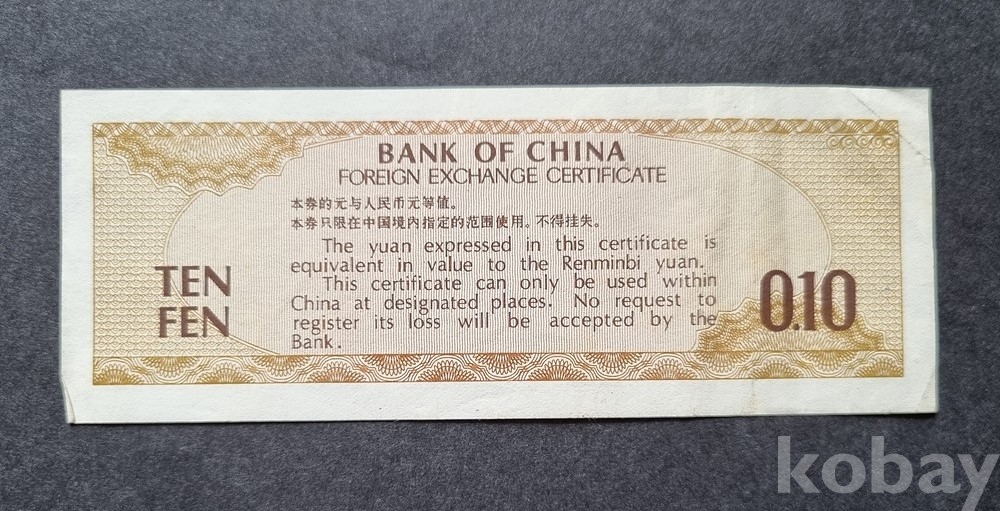 BANK OF CHINA
FOREIGN EXCHANGE CERTIFICATE
本券的元与人民币元等值。
本券只限在中国境内指定的范围使用。不得挂失。
The yuan expressed in this certificate is
equivalent in value to the Renminbi yuan.
This certificate can only be used within
China at designated places. No request to
register its loss will be accepted by the
Bank.
TEN
FEN
0.10
kobay